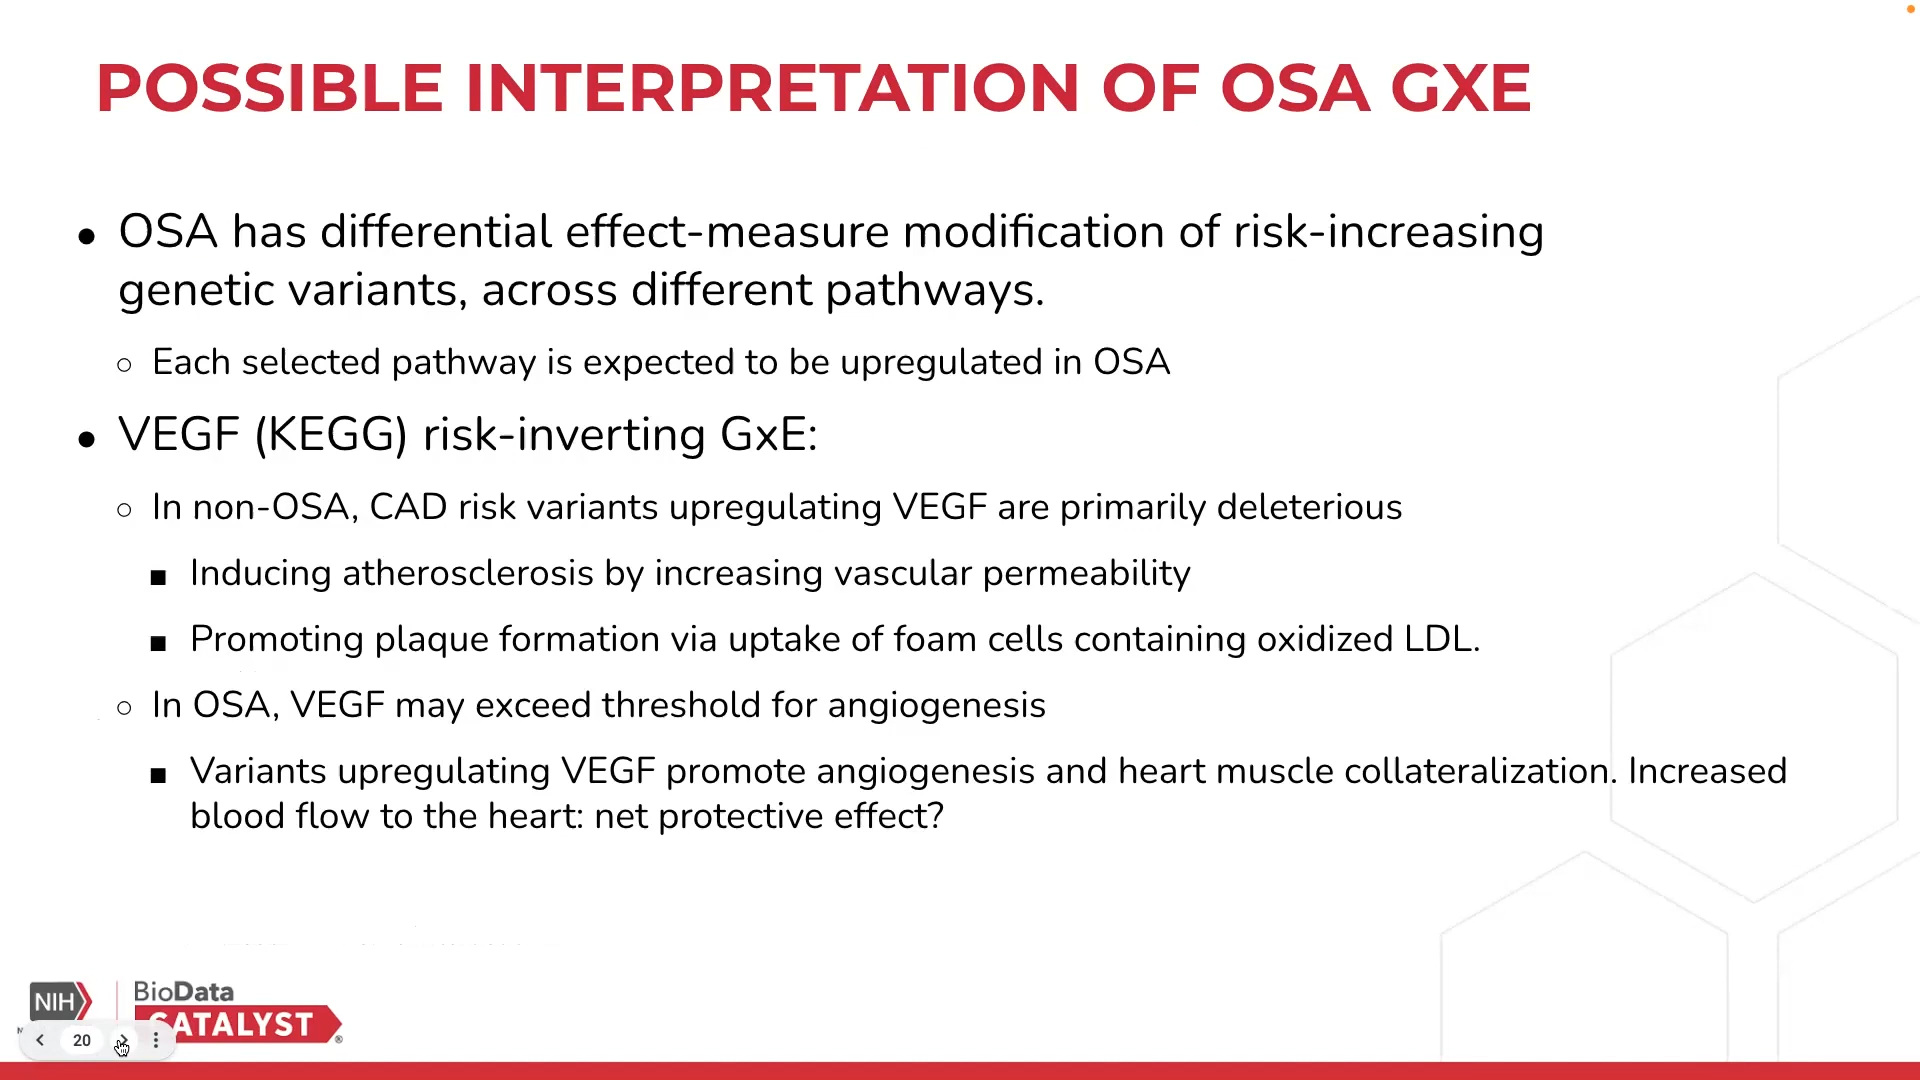 POSSIBLE INTERPRETATION OF OSA GXE
● OSA has differential effect-measure modification of risk-increasing
genetic variants, across different pathways.
○ Each selected pathway is expected to be upregulated in OSA
● VEGF (KEGG) risk-inverting GxE:
○ In non-OSA, CAD risk variants upregulating VEGF are primarily deleterious
■ Inducing atherosclerosis by increasing vascular permeability
■ Promoting plaque formation via uptake of foam cells containing oxidized LDL.
○ In OSA, VEGF may exceed threshold for angiogenesis
■ Variants upregulating VEGF promote angiogenesis and heart muscle collateralization. Increased
blood flow to the heart: net protective effect?
NIH
BioData
CATALYST®
20